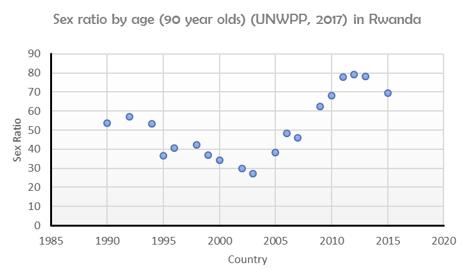 Sex ratio by age (90 year olds) (UNWPP, 2017) in Rwanda
90
80
70
60
50
40
30
20
10
0
Sex Ratio
1985 1990 1995 2000 2005 2010 2015 2020
Country